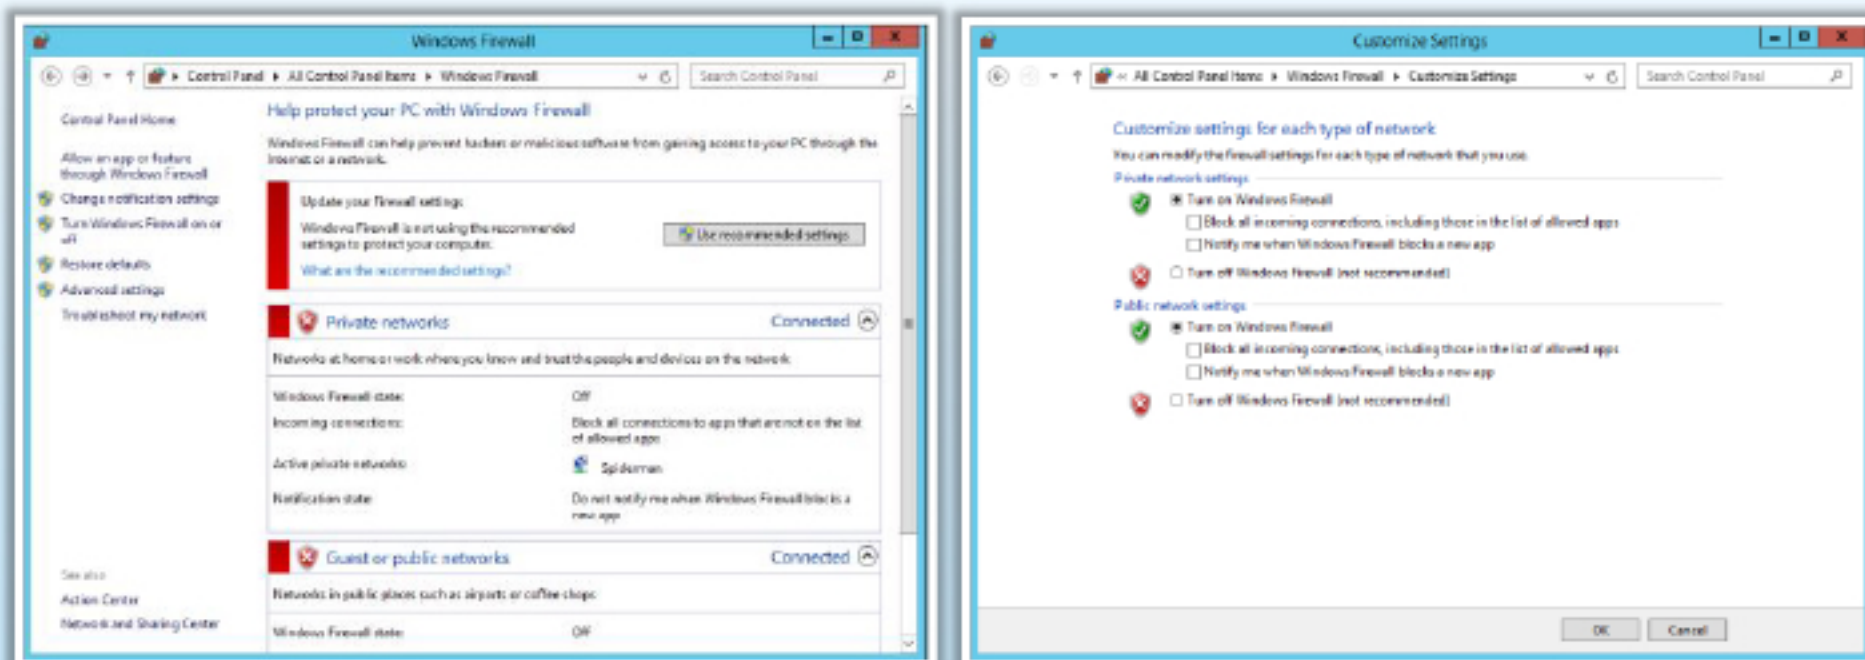 Windows Firewall
Control Panel ▸ All Control Panel Items ▸ Windows Firewall
Search Control Panel
Control Panel Home
Allow an app or feature
through Windows Firewall
Change notification settings
Turn Windows Firewall on or
off
Restore defaults
Advanced settings
Troubleshoot my network
See also
Action Center
Network and Sharing Center
Help protect your PC with Windows Firewall
Windows Firewall can help prevent hackers or malicious software from gaining access to your PC through the
Internet or a network.
Update your Firewall settings
Windows Firewall is not using the recommended
settings to protect your computer.
What are the recommended settings?
Use recommended settings
Private networks Connected
Networks at home or work where you know and trust the people and devices on the network
Windows Firewall state: Off
Incoming connections: Block all connections to apps that are not on the list
of allowed apps
Active private networks: Spiderman
Notification state: Do not notify me when Windows Firewall blocks a
new app
Guest or public networks Connected
Networks in public places such as airports or coffee shops
Windows Firewall state: Off
Customize Settings
« All Control Panel Items ▸ Windows Firewall ▸ Customize Settings
Search Control Panel
Customize settings for each type of network
You can modify the firewall settings for each type of network that you use.
Private network settings
Turn on Windows Firewall
Block all incoming connections, including those in the list of allowed apps
Notify me when Windows Firewall blocks a new app
Turn off Windows Firewall (not recommended)
Public network settings
Turn on Windows Firewall
Block all incoming connections, including those in the list of allowed apps
Notify me when Windows Firewall blocks a new app
Turn off Windows Firewall (not recommended)
OK
Cancel